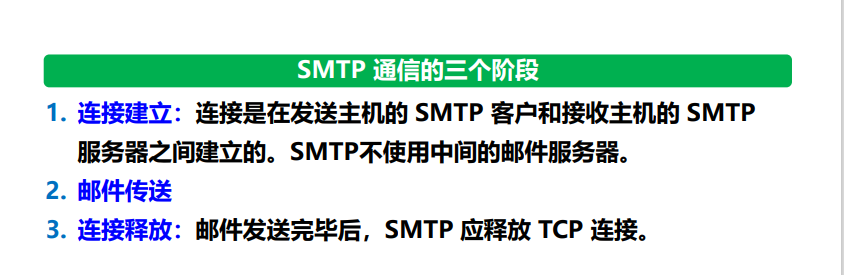 SMTP 通信的三个阶段
1. 连接建立：连接是在发送主机的 SMTP 客户和接收主机的 SMTP
服务器之间建立的。SMTP不使用中间的邮件服务器。
2. 邮件传送
3. 连接释放：邮件发送完毕后，SMTP 应释放 TCP 连接。